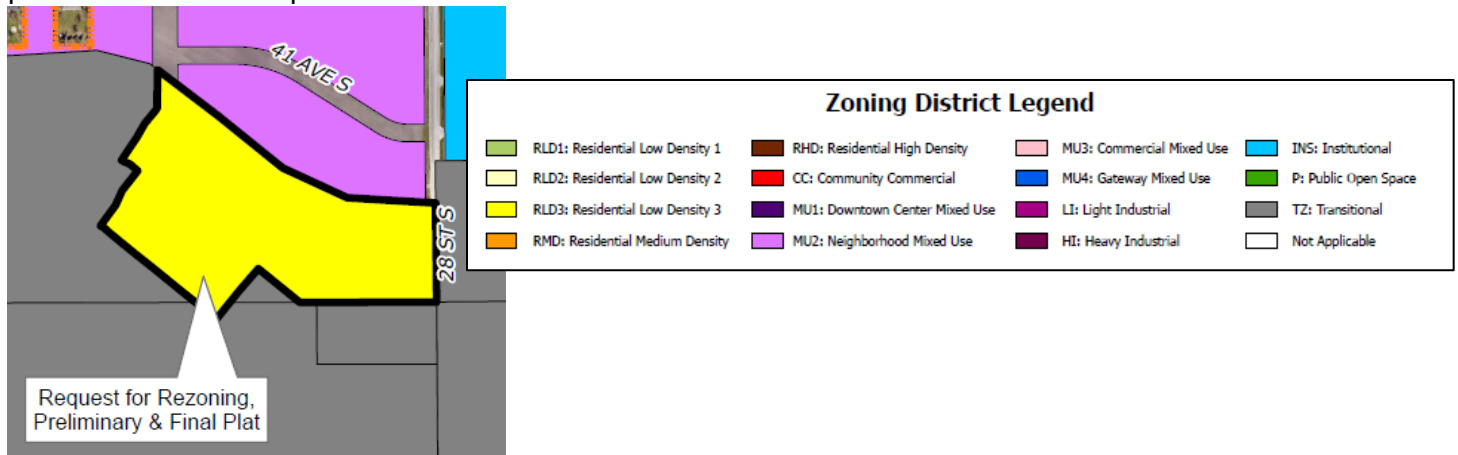 41 AVE S
28 ST S
Request for Rezoning,
Preliminary & Final Plat
Zoning District Legend
RLD1: Residential Low Density 1
RLD2: Residential Low Density 2
RLD3: Residential Low Density 3
RMD: Residential Medium Density
RHD: Residential High Density
CC: Community Commercial
MU1: Downtown Center Mixed Use
MU2: Neighborhood Mixed Use
MU3: Commercial Mixed Use
MU4: Gateway Mixed Use
LI: Light Industrial
HI: Heavy Industrial
INS: Institutional
P: Public Open Space
TZ: Transitional
Not Applicable